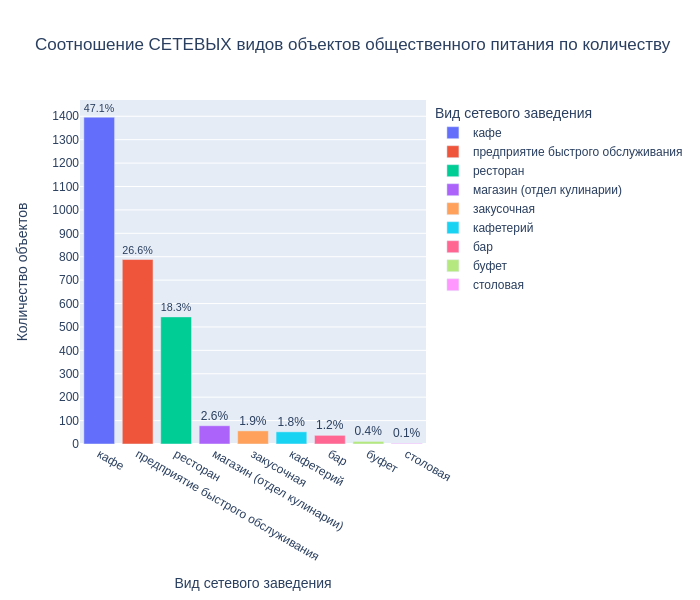 Соотношение СЕТЕВЫХ видов объектов общественного питания по количеству
Количество объектов
1400
1300
1200
1100
1000
900
800
700
600
500
400
300
200
100
0
47.1%
26.6%
18.3%
2.6%
1.9%
1.8%
1.2%
0.4%
0.1%
кафе
предприятие быстрого обслуживания
ресторан
магазин (отдел кулинарии)
закусочная
кафетерий
бар
буфет
столовая
Вид сетевого заведения
Вид сетевого заведения
кафе
предприятие быстрого обслуживания
ресторан
магазин (отдел кулинарии)
закусочная
кафетерий
бар
буфет
столовая